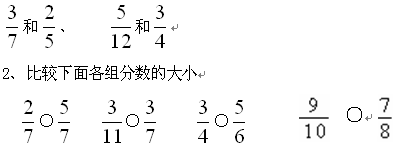 3/7 和 2/5 、 5/12 和 3/4
2、比较下面各组分数的大小
2/7 ○ 5/7 3/11 ○ 3/7 3/4 ○ 5/6 9/10 ○ 7/8